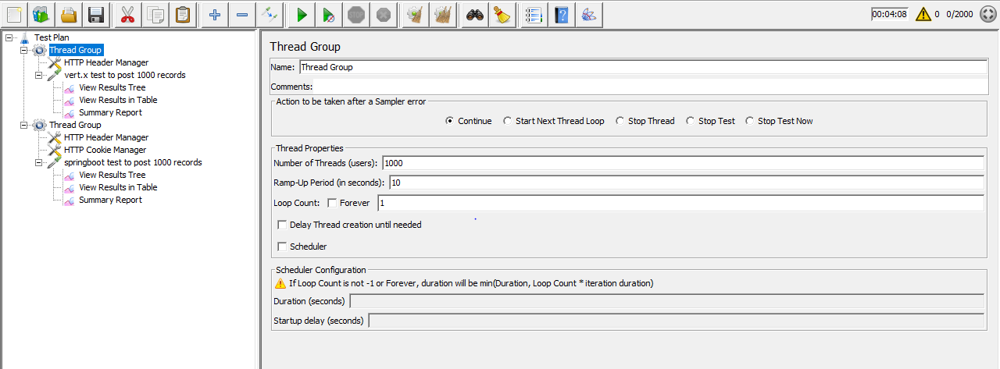 00:04:08 0 0/2000
Test Plan
Thread Group
HTTP Header Manager
vert.x test to post 1000 records
View Results Tree
View Results in Table
Summary Report
Thread Group
HTTP Header Manager
HTTP Cookie Manager
springboot test to post 1000 records
View Results Tree
View Results in Table
Summary Report
Thread Group
Name: Thread Group
Comments:
Action to be taken after a Sampler error
Continue Start Next Thread Loop Stop Thread Stop Test Stop Test Now
Thread Properties
Number of Threads (users): 1000
Ramp-Up Period (in seconds): 10
Loop Count: Forever 1
Delay Thread creation until needed
Scheduler
Scheduler Configuration
If Loop Count is not -1 or Forever, duration will be min(Duration, Loop Count * iteration duration)
Duration (seconds)
Startup delay (seconds)